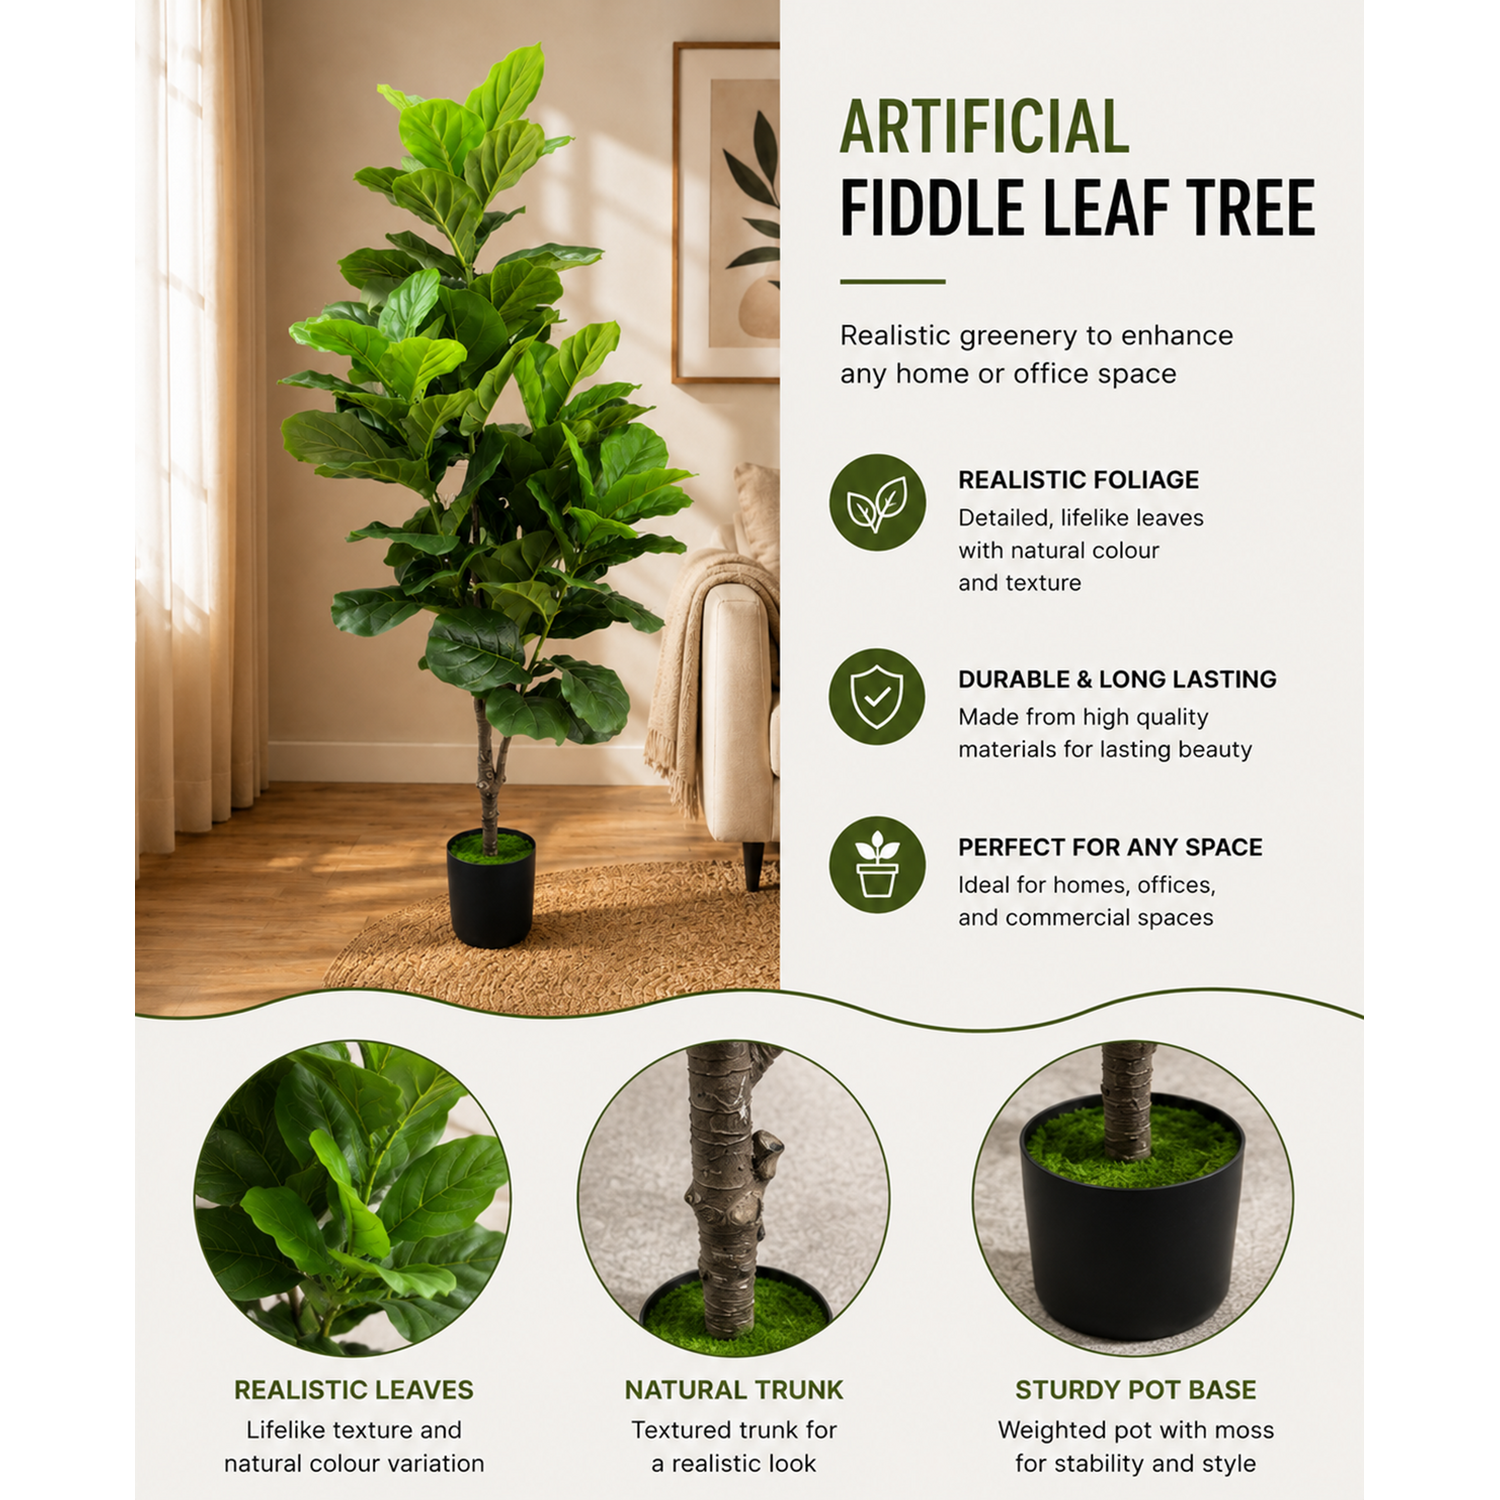 ARTIFICIAL
FIDDLE LEAF TREE
Realistic greenery to enhance
any home or office space
REALISTIC FOLIAGE
Detailed, lifelike leaves
with natural colour
and texture
DURABLE & LONG LASTING
Made from high quality
materials for lasting beauty
PERFECT FOR ANY SPACE
Ideal for homes, offices,
and commercial spaces
REALISTIC LEAVES
Lifelike texture and
natural colour variation
NATURAL TRUNK
Textured trunk for
a realistic look
STURDY POT BASE
Weighted pot with moss
for stability and style